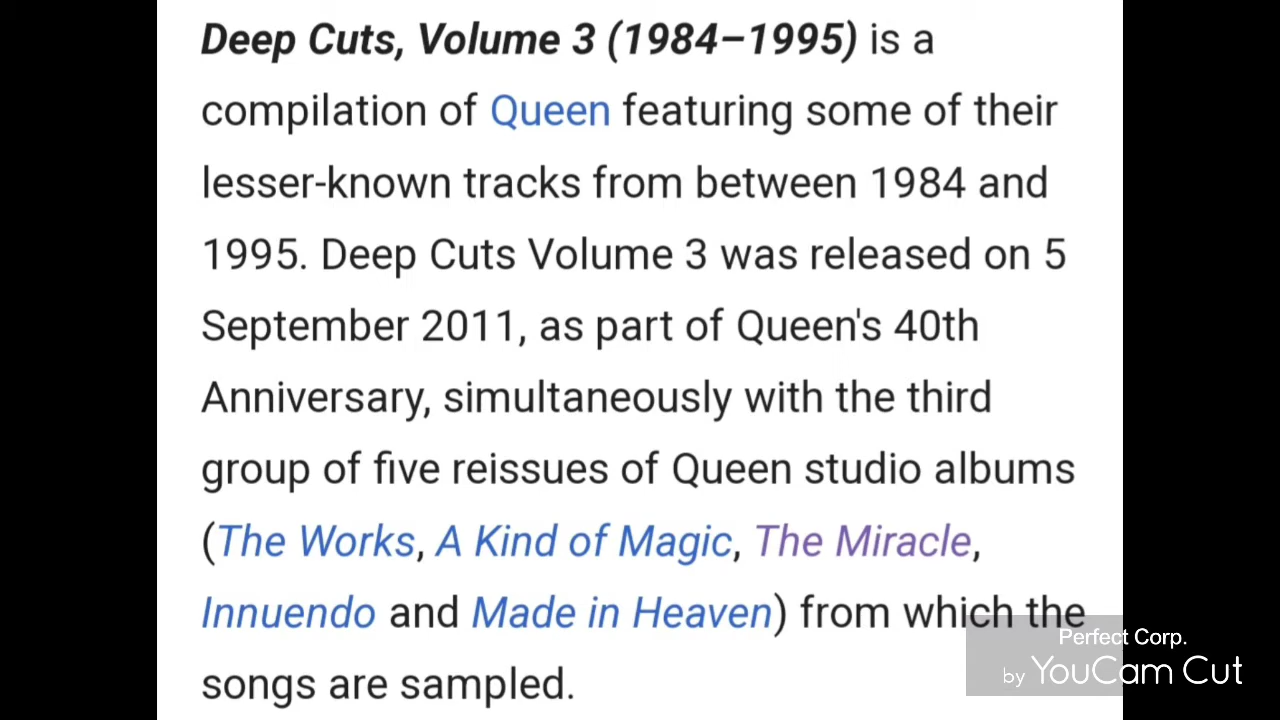 Deep Cuts, Volume 3 (1984–1995) is a
compilation of Queen featuring some of their
lesser-known tracks from between 1984 and
1995. Deep Cuts Volume 3 was released on 5
September 2011, as part of Queen's 40th
Anniversary, simultaneously with the third
group of five reissues of Queen studio albums
(The Works, A Kind of Magic, The Miracle,
Innuendo and Made in Heaven) from which the
songs are sampled.
Perfect Corp.
by YouCam Cut